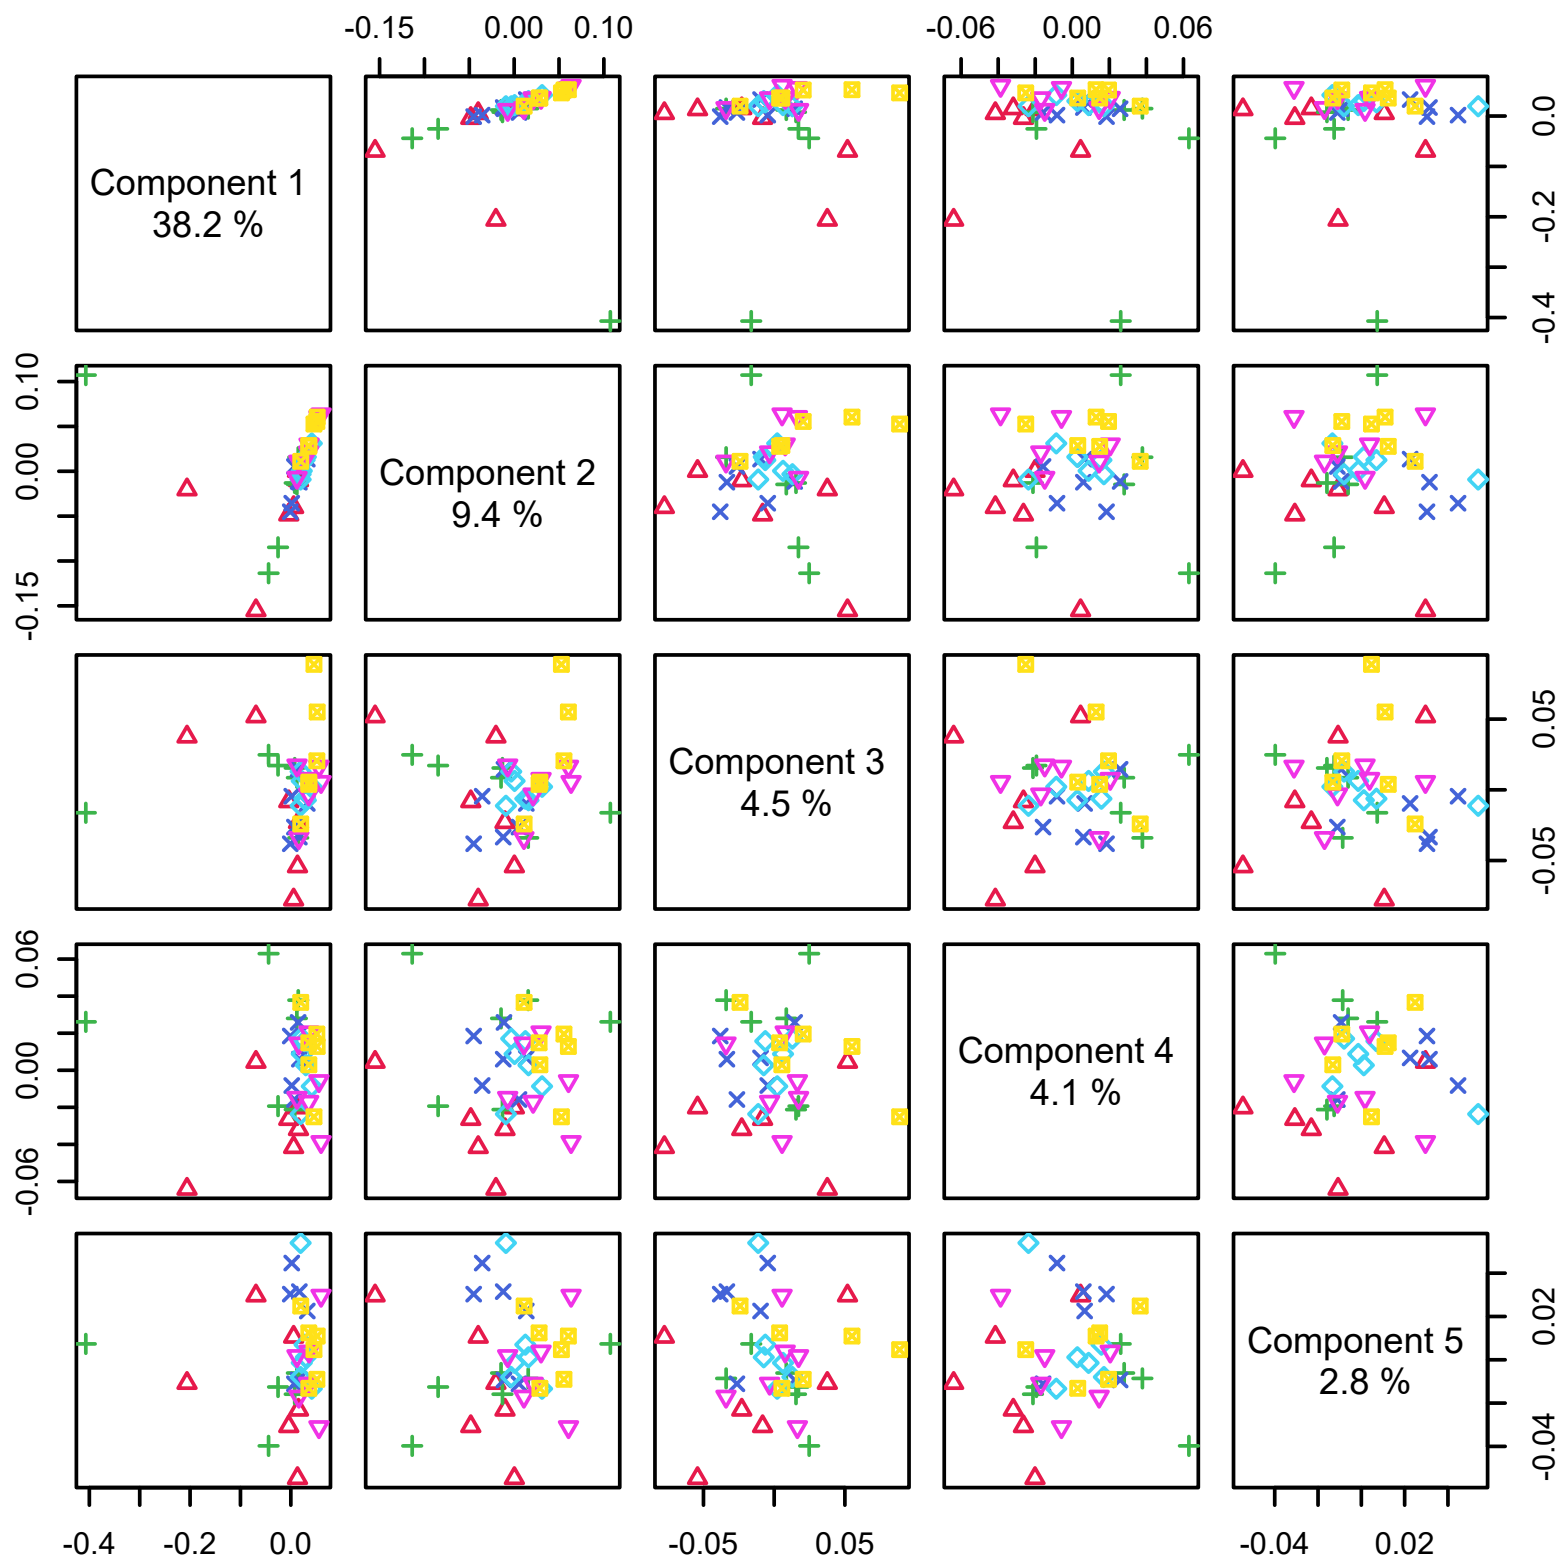 -0.15 0.00 0.10 -0.06 0.00 0.06
Component 1
38.2 %
0.0
-0.2
-0.4
0.10
0.00
-0.15
Component 2
9.4 %
Component 3
4.5 %
0.05
-0.05
0.06
0.00
-0.06
Component 4
4.1 %
Component 5
2.8 %
0.02
-0.04
-0.4 -0.2 0.0 -0.05 0.05 -0.04 0.02